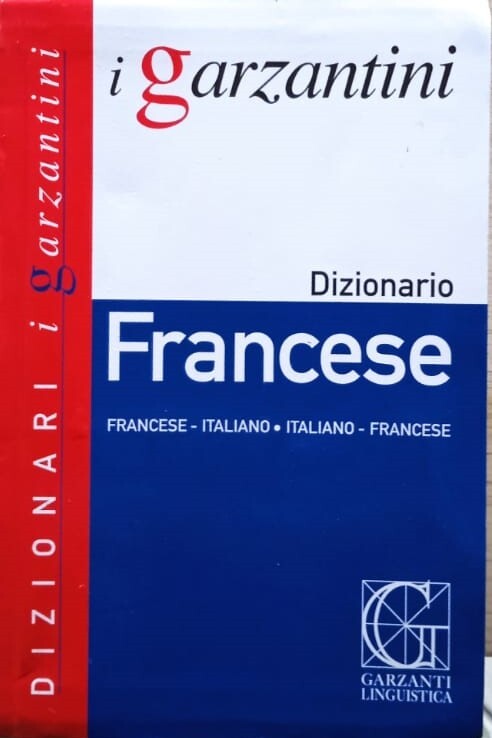 i garzantini
Dizionario
Francese
FRANCESE - ITALIANO • ITALIANO - FRANCESE
GARZANTI
LINGUISTICA
DIZIONARI i garzantini